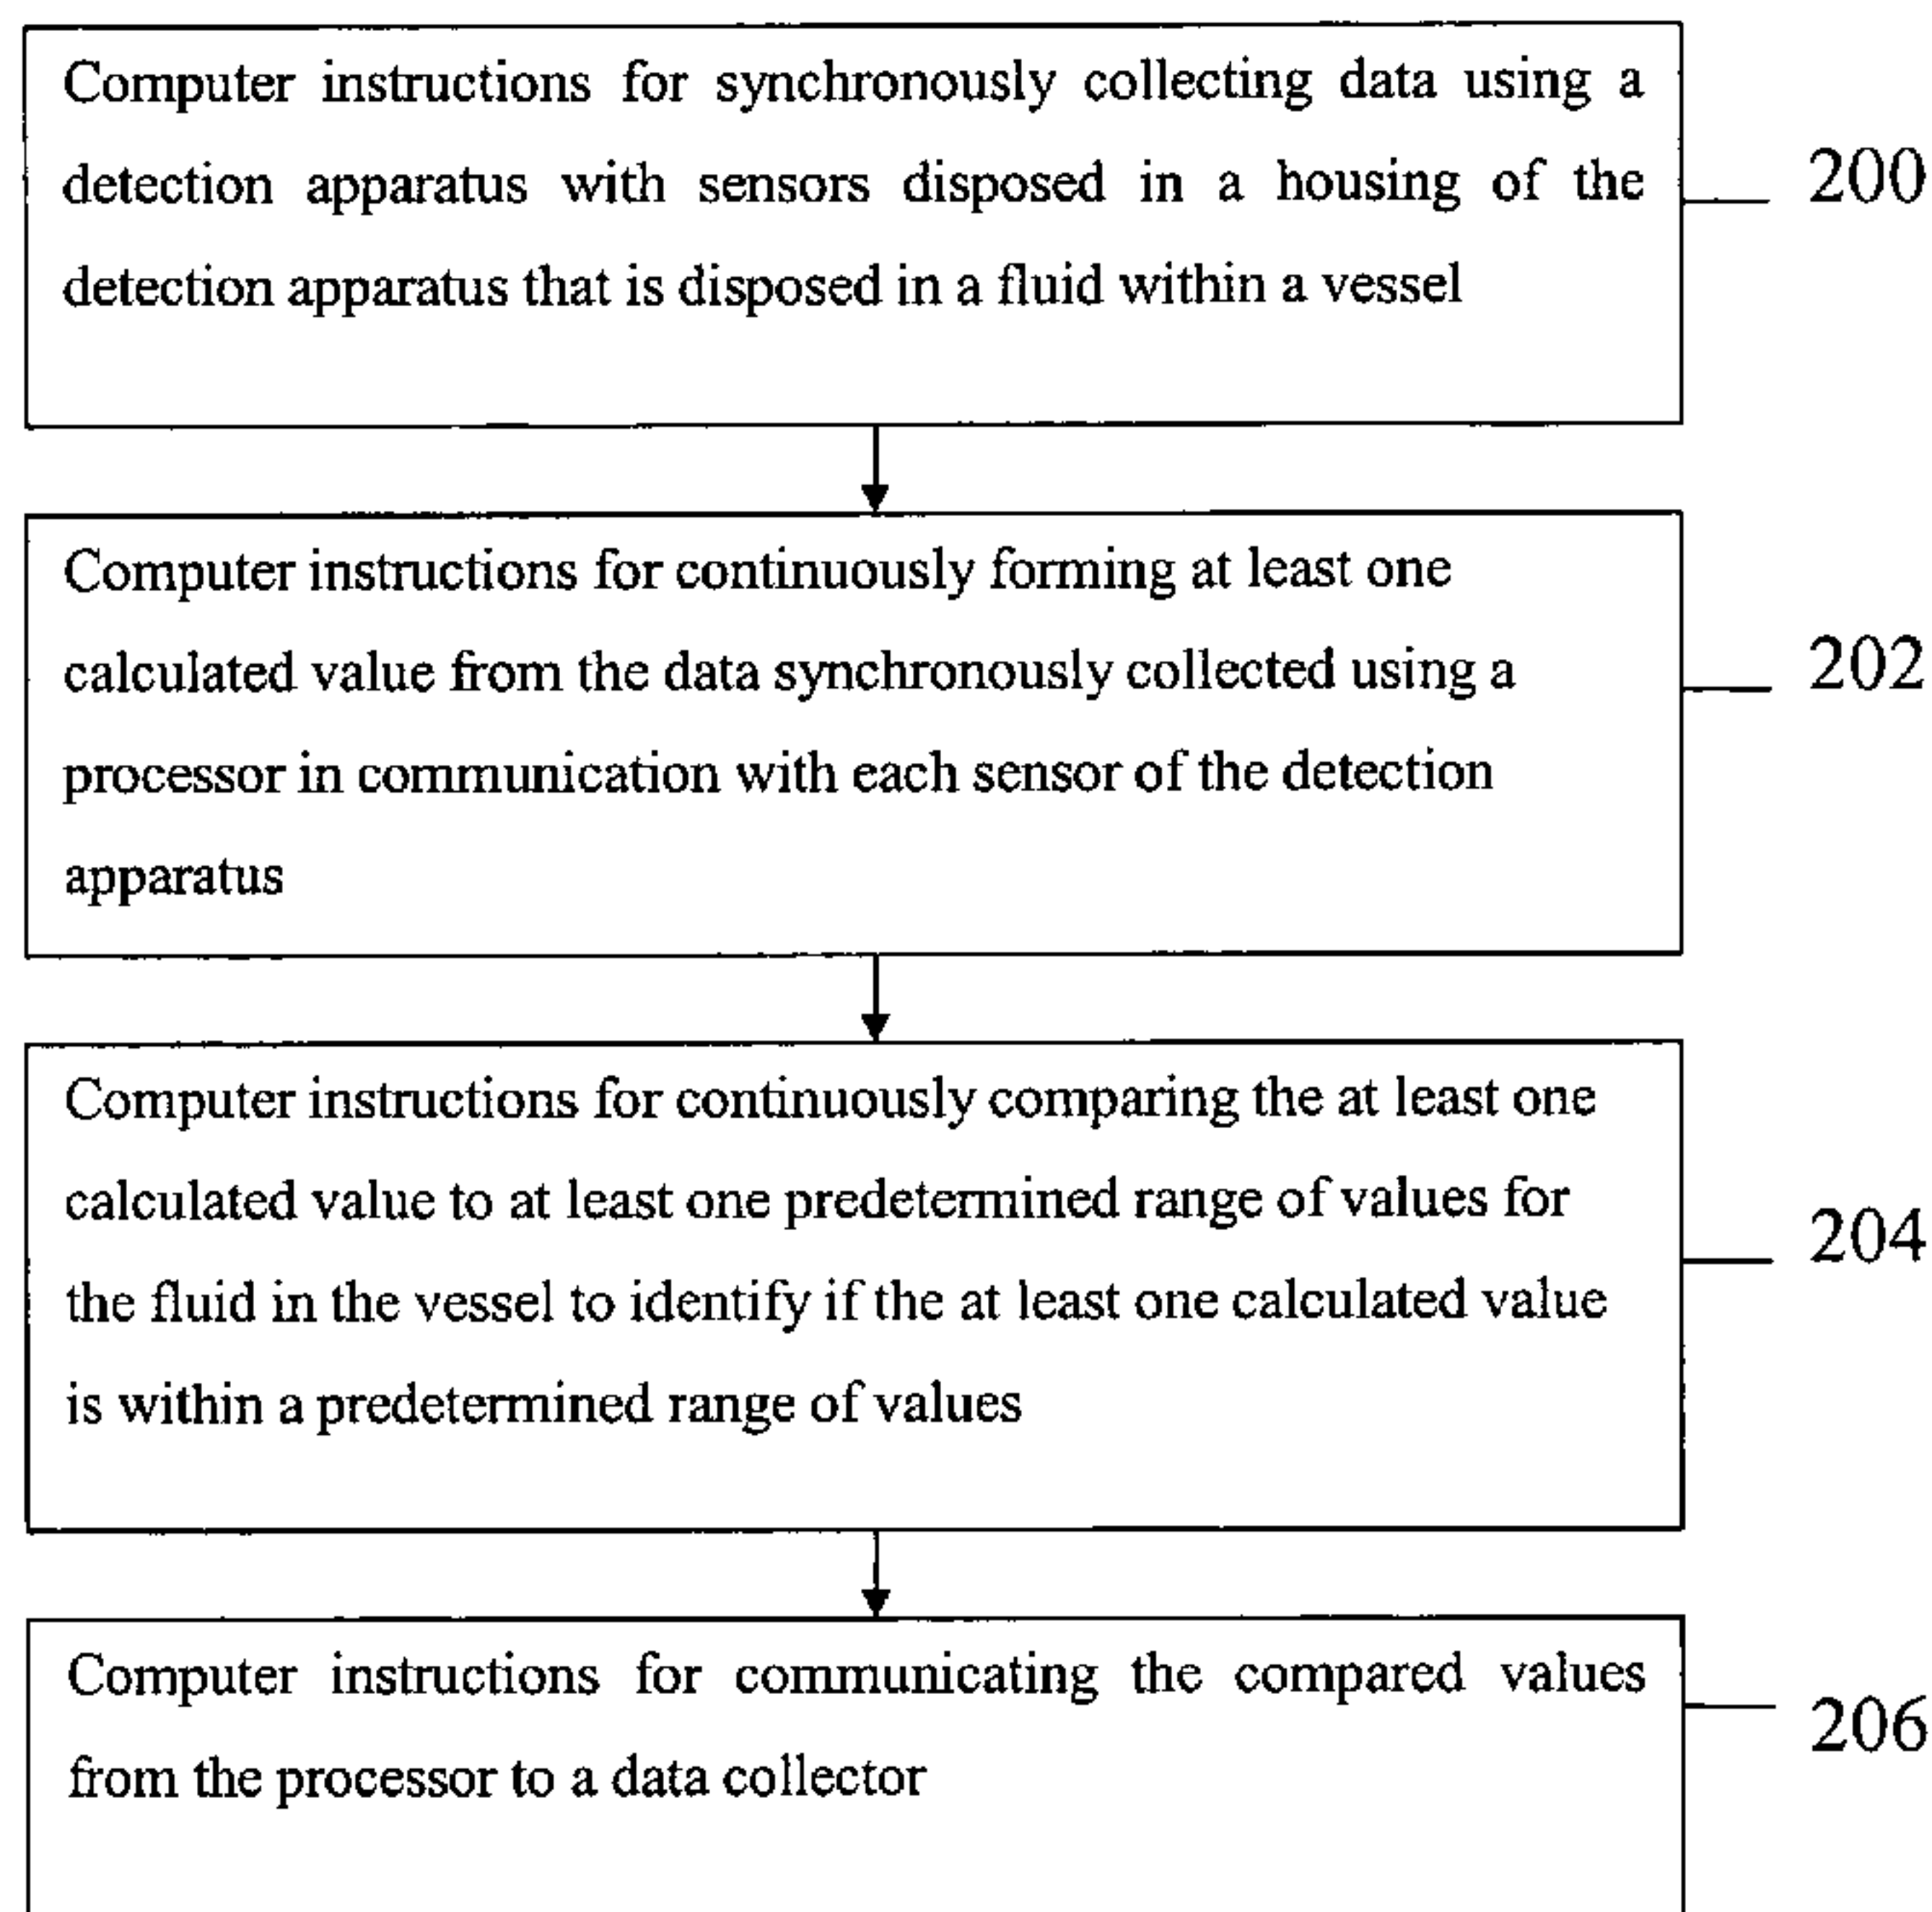 Computer instructions for synchronously collecting data using a
detection apparatus with sensors disposed in a housing of the
detection apparatus that is disposed in a fluid within a vessel
200
Computer instructions for continuously forming at least one
calculated value from the data synchronously collected using a
processor in communication with each sensor of the detection
apparatus
202
Computer instructions for continuously comparing the at least one
calculated value to at least one predetermined range of values for
the fluid in the vessel to identify if the at least one calculated value
is within a predetermined range of values
204
Computer instructions for communicating the compared values
from the processor to a data collector
206